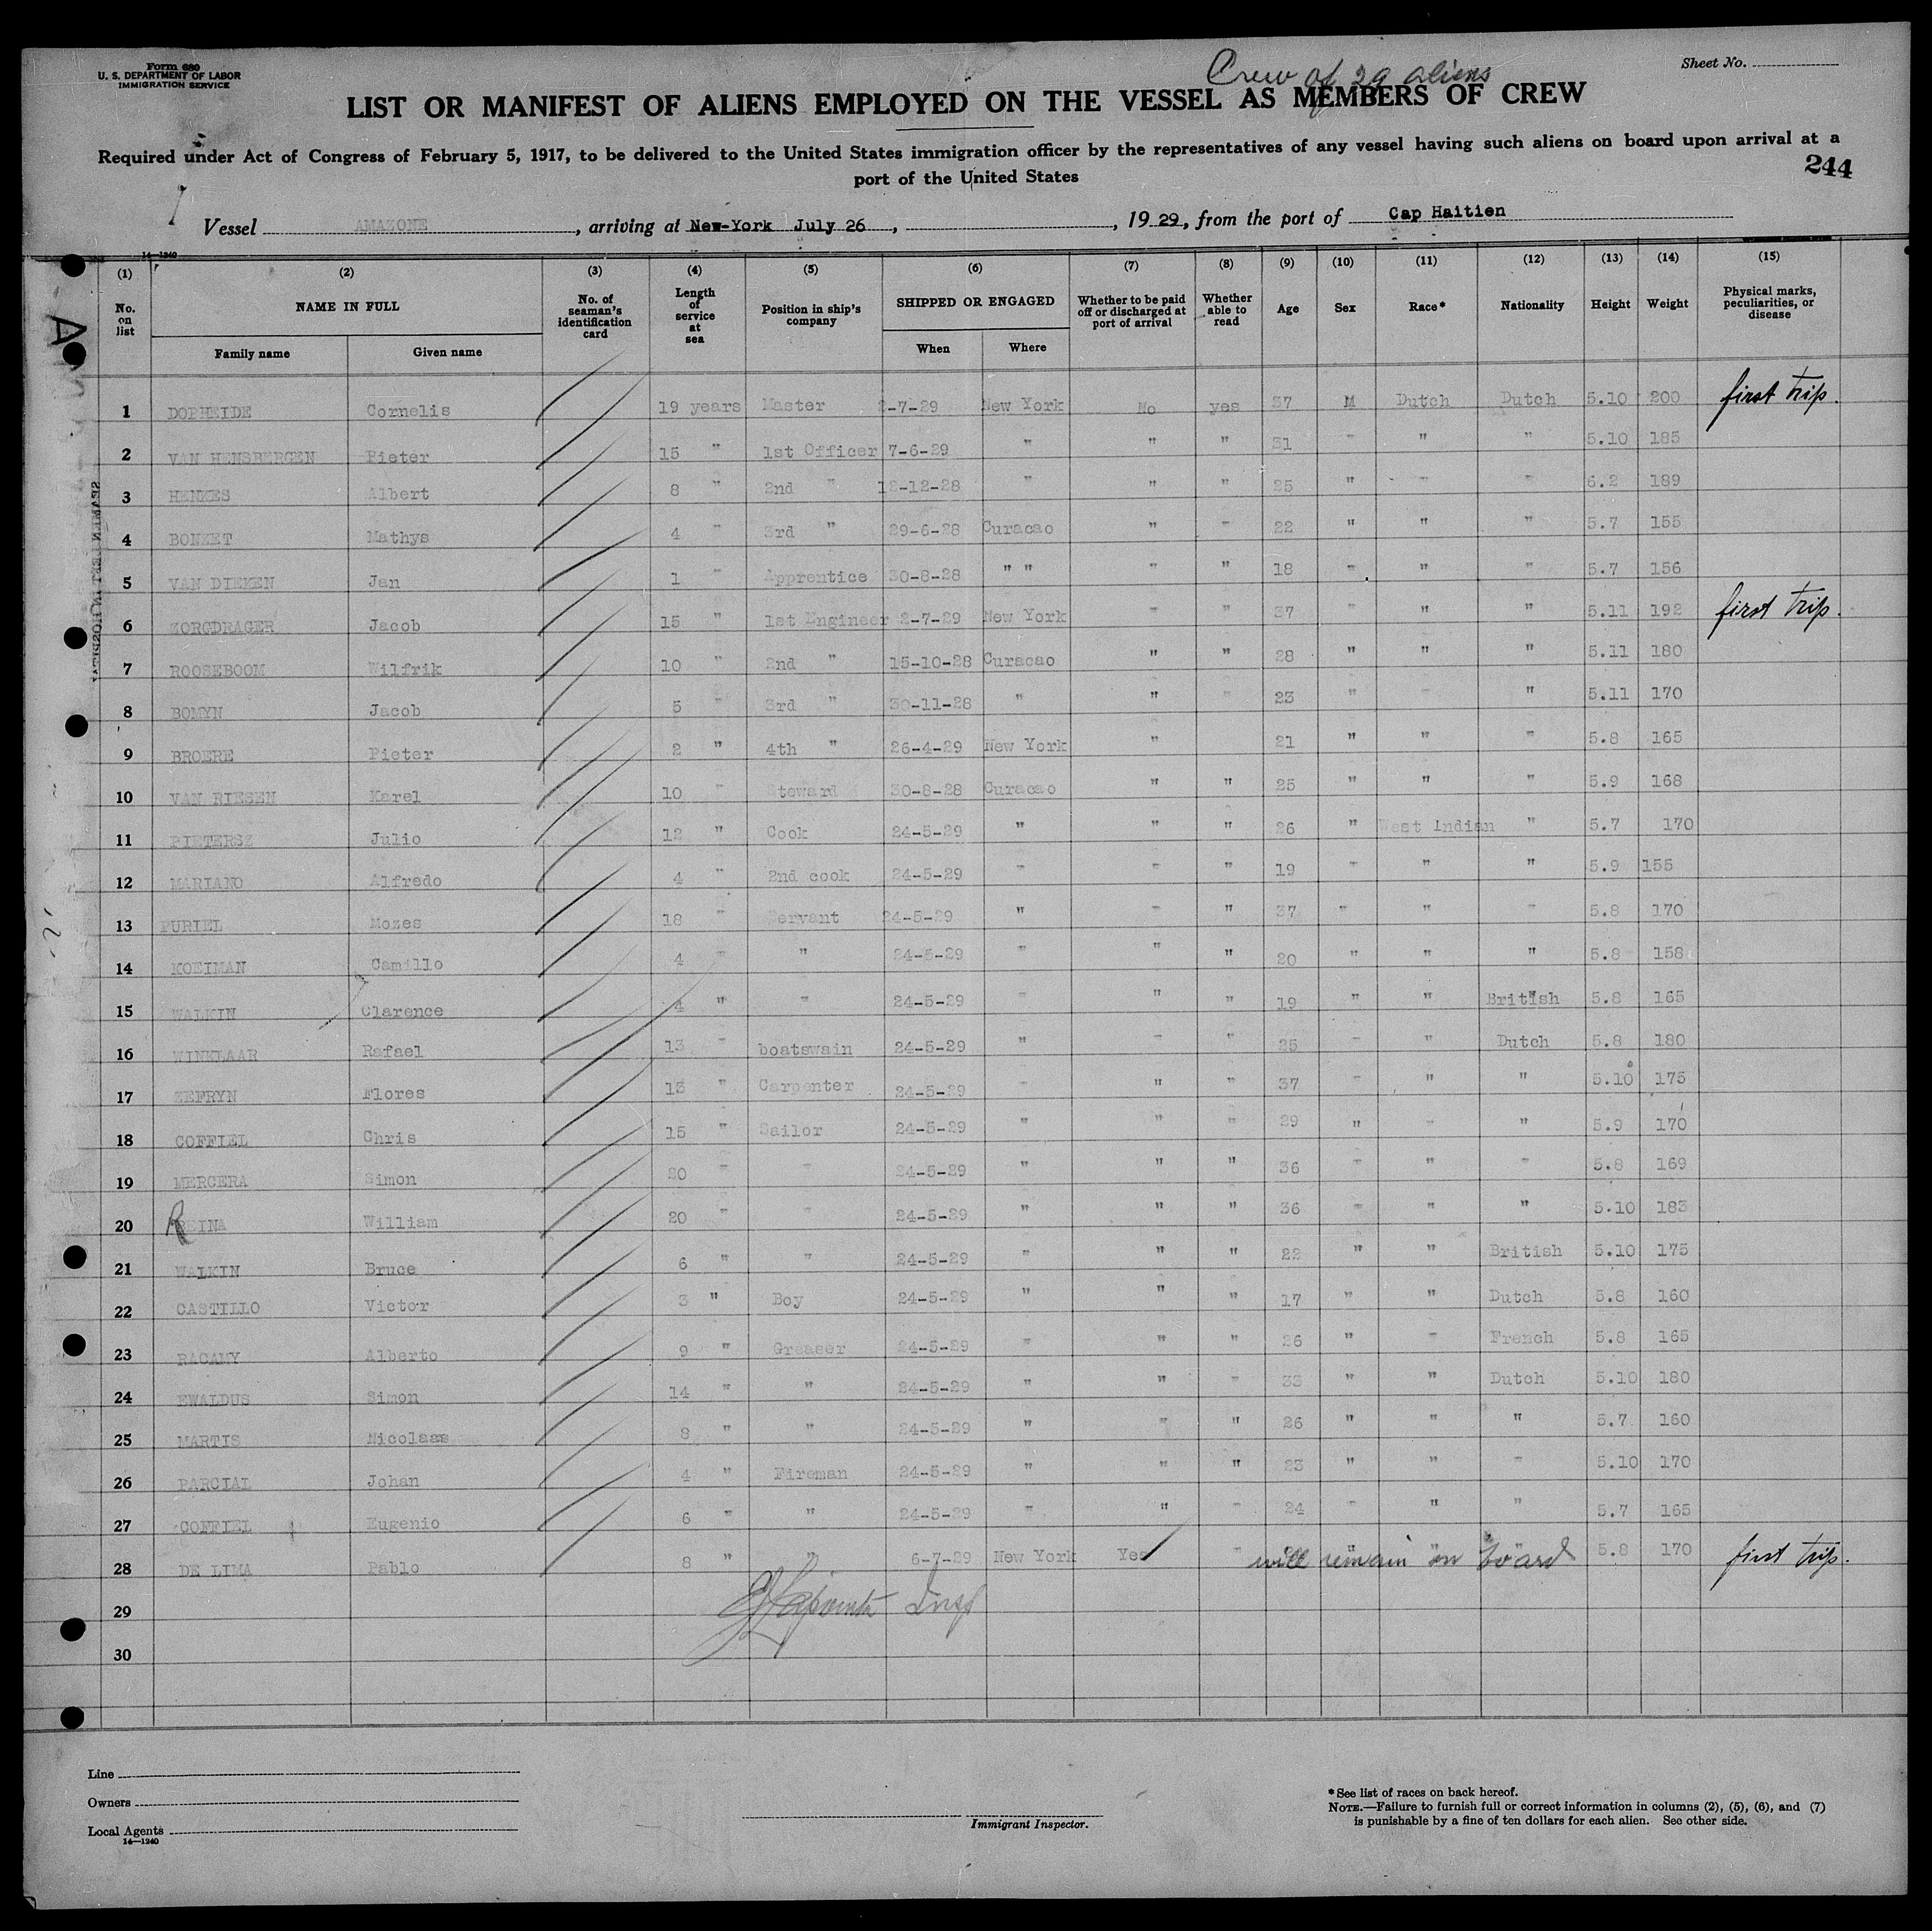 Form 680
U. S. DEPARTMENT OF LABOR
IMMIGRATION SERVICE
Crew of 29 aliens
Sheet No.
LIST OR MANIFEST OF ALIENS EMPLOYED ON THE VESSEL AS MEMBERS OF CREW
Required under Act of Congress of February 5, 1917, to be delivered to the United States immigration officer by the representatives of any vessel having such aliens on board upon arrival at a
port of the United States
244
Vessel AMAZONE, arriving at New-York July 26, , 1929, from the port of Cap Haitien
14—1240
(1) (2) (3) (4) (5) (6) (7) (8) (9) (10) (11) (12) (13) (14) (15)
No. on list NAME IN FULL No. of seaman's identification card Length of service at sea Position in ship's company SHIPPED OR ENGAGED Whether to be paid off or discharged at port of arrival Whether able to read Age Sex Race* Nationality Height Weight Physical marks, peculiarities, or disease
Family name Given name When Where
1 DOPHEIDE Cornelis 19 years Master 2-7-29 New York No yes 37 M Dutch Dutch 5.10 200 first trip.
2 VAN HENSBERGEN Pieter 15 " 1st Officer 7-6-29 " " " 31 " " " 5.10 185
3 HENKES Albert 8 " 2nd " 12-12-28 " " " 25 " " " 6.2 189
4 BONZET Mathys 4 " 3rd " 29-6-28 Curacao " " 22 " " " 5.7 155
5 VAN DIEKEN Jan 1 " Apprentice 30-8-28 " " " " 18 " " " 5.7 156
6 ZORGDRAGER Jacob 15 " 1st Engineer 2-7-29 New York " " 37 " " " 5.11 192 first trip.
7 ROOSEBOOM Wilfrik 10 " 2nd " 15-10-28 Curacao " " 28 " " " 5.11 180
8 BOMYN Jacob 5 " 3rd " 30-11-28 " " " 23 " " " 5.11 170
9 BROERE Pieter 2 " 4th " 26-4-29 New York " 21 " " " 5.8 165
10 VAN RIESEN Karel 10 " Steward 30-8-28 Curacao " " 25 " " " 5.9 168
11 PIETERSZ Julio 12 " Cook 24-5-29 " " " 26 " West Indian " 5.7 170
12 MARIANO Alfredo 4 " 2nd cook 24-5-29 " " " 19 " " " 5.9 155
13 PURIEL Mozes 18 " Servant 24-5-29 " " " 37 " " " 5.8 170
14 KOEIMAN Camillo 4 " " 24-5-29 " " " 20 " " " 5.8 158
15 WALKIN Clarence 4 " " 24-5-29 " " " 19 " " British 5.8 165
16 WINKLAAR Rafael 13 " boatswain 24-5-29 " " " 25 " " Dutch 5.8 180
17 ZEFRYN Flores 13 " Carpenter 24-5-29 " " " 37 " " " 5.10 175
18 COFFIEL Chris 15 " Sailor 24-5-29 " " " 29 " " " 5.9 170
19 MERCERA Simon 20 " " 24-5-29 " " " 36 " " " 5.8 169
20 REINA William 20 " " 24-5-29 " " " 36 " " " 5.10 183
21 WALKIN Bruce 6 " " 24-5-29 " " " 22 " " British 5.10 175
22 CASTILLO Victor 3 " Boy 24-5-29 " " " 17 " " Dutch 5.8 160
23 RACAMY Alberto 9 " Greaser 24-5-29 " " " 26 " " French 5.8 165
24 EWALDUS Simon 14 " " 24-5-29 " " " 33 " " Dutch 5.10 180
25 MARTIS Nicolaas 8 " " 24-5-29 " " " 26 " " " 5.7 160
26 PARCIAL Johan 4 " Fireman 24-5-29 " " " 23 " " " 5.10 170
27 COFFIEL Eugenio 6 " " 24-5-29 " " " 24 " " " 5.7 165
28 DE LIMA Pablo 8 " " 6-7-29 New York Yes " will remain on board 5.8 170 first trip.
29 Insp
30
Line
Owners
Local Agents
14—1240
Immigrant Inspector.
* See list of races on back hereof.
NOTE.—Failure to furnish full or correct information in columns (2), (5), (6), and (7)
is punishable by a fine of ten dollars for each alien. See other side.
SEAMEN LEFT IN HOSPITAL